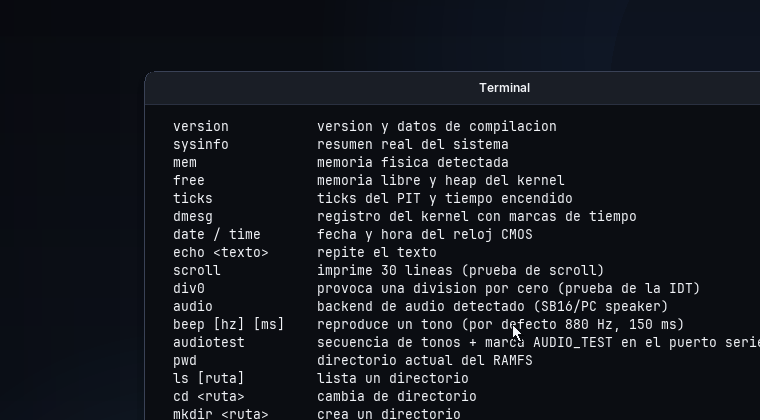 Terminal
version version y datos de compilacion
sysinfo resumen real del sistema
mem memoria fisica detectada
free memoria libre y heap del kernel
ticks ticks del PIT y tiempo encendido
dmesg registro del kernel con marcas de tiempo
date / time fecha y hora del reloj CMOS
echo <texto> repite el texto
scroll imprime 30 lineas (prueba de scroll)
div0 provoca una division por cero (prueba de la IDT)
audio backend de audio detectado (SB16/PC speaker)
beep [hz] [ms] reproduce un tono (por defecto 880 Hz, 150 ms)
audiotest secuencia de tonos + marca AUDIO_TEST en el puerto serie
pwd directorio actual del RAMFS
ls [ruta] lista un directorio
cd <ruta> cambia de directorio
mkdir <ruta> crea un directorio